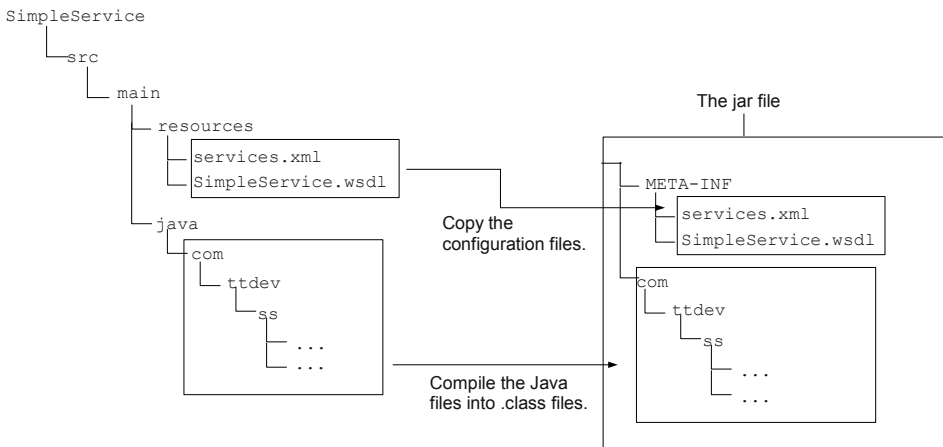 SimpleService
src
main
resources
services.xml
SimpleService.wsdl
java
com
ttdev
ss
...
...
Copy the
configuration files.
Compile the Java
files into .class files.
The jar file
META-INF
services.xml
SimpleService.wsdl
com
ttdev
ss
...
...